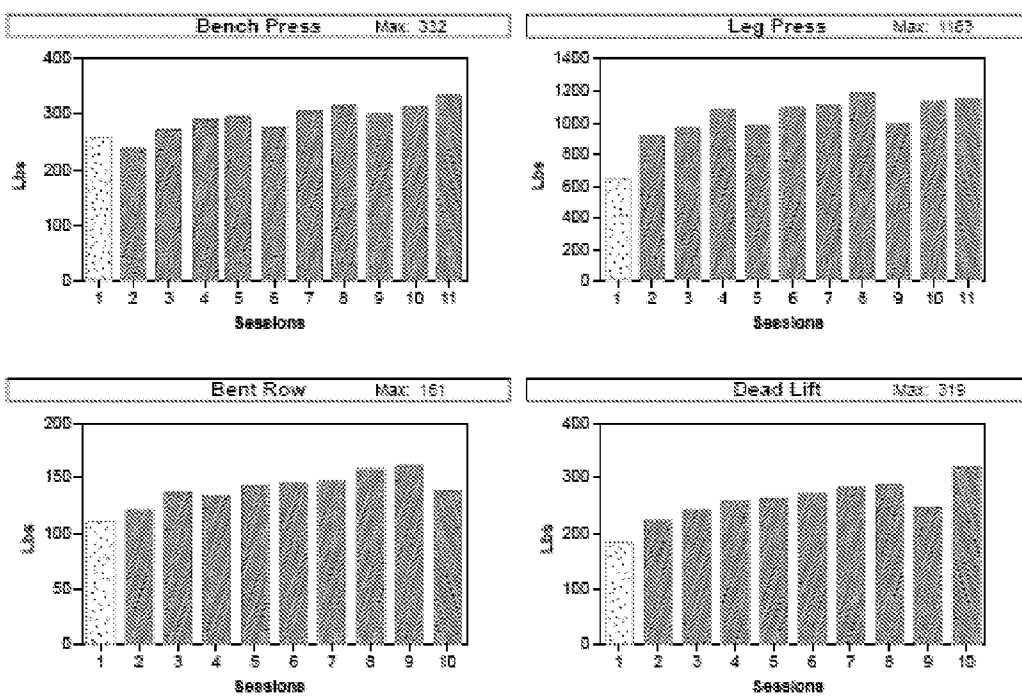 Bench Press Max: 332
400
300
200
100
0
Lbs
1 2 3 4 5 6 7 8 9 10 11
Sessions
Leg Press Max: 1183
1400
1200
1000
800
600
400
200
0
Lbs
1 2 3 4 5 6 7 8 9 10 11
Sessions
Bent Row Max: 161
200
150
100
50
0
Lbs
1 2 3 4 5 6 7 8 9 10
Sessions
Dead Lift Max: 319
400
300
200
100
0
Lbs
1 2 3 4 5 6 7 8 9 10
Sessions